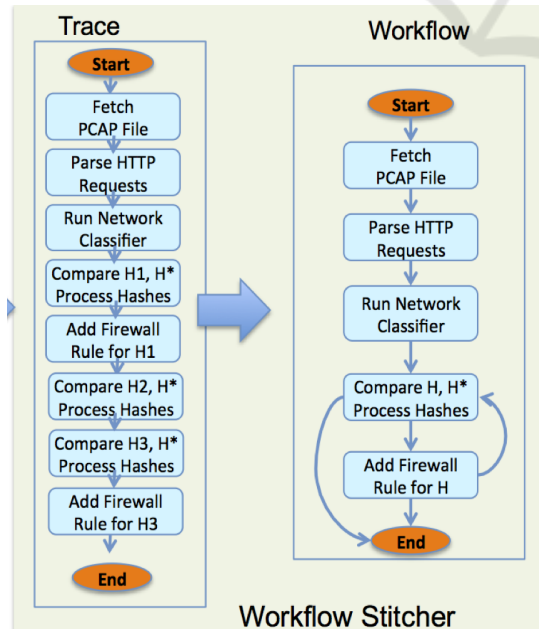 Trace
Start
Fetch
PCAP File
Parse HTTP
Requests
Run Network
Classifier
Compare H1, H*
Process Hashes
Add Firewall
Rule for H1
Compare H2, H*
Process Hashes
Compare H3, H*
Process Hashes
Add Firewall
Rule for H3
End
Workflow
Start
Fetch
PCAP File
Parse HTTP
Requests
Run Network
Classifier
Compare H, H*
Process Hashes
Add Firewall
Rule for H
End
Workflow Stitcher